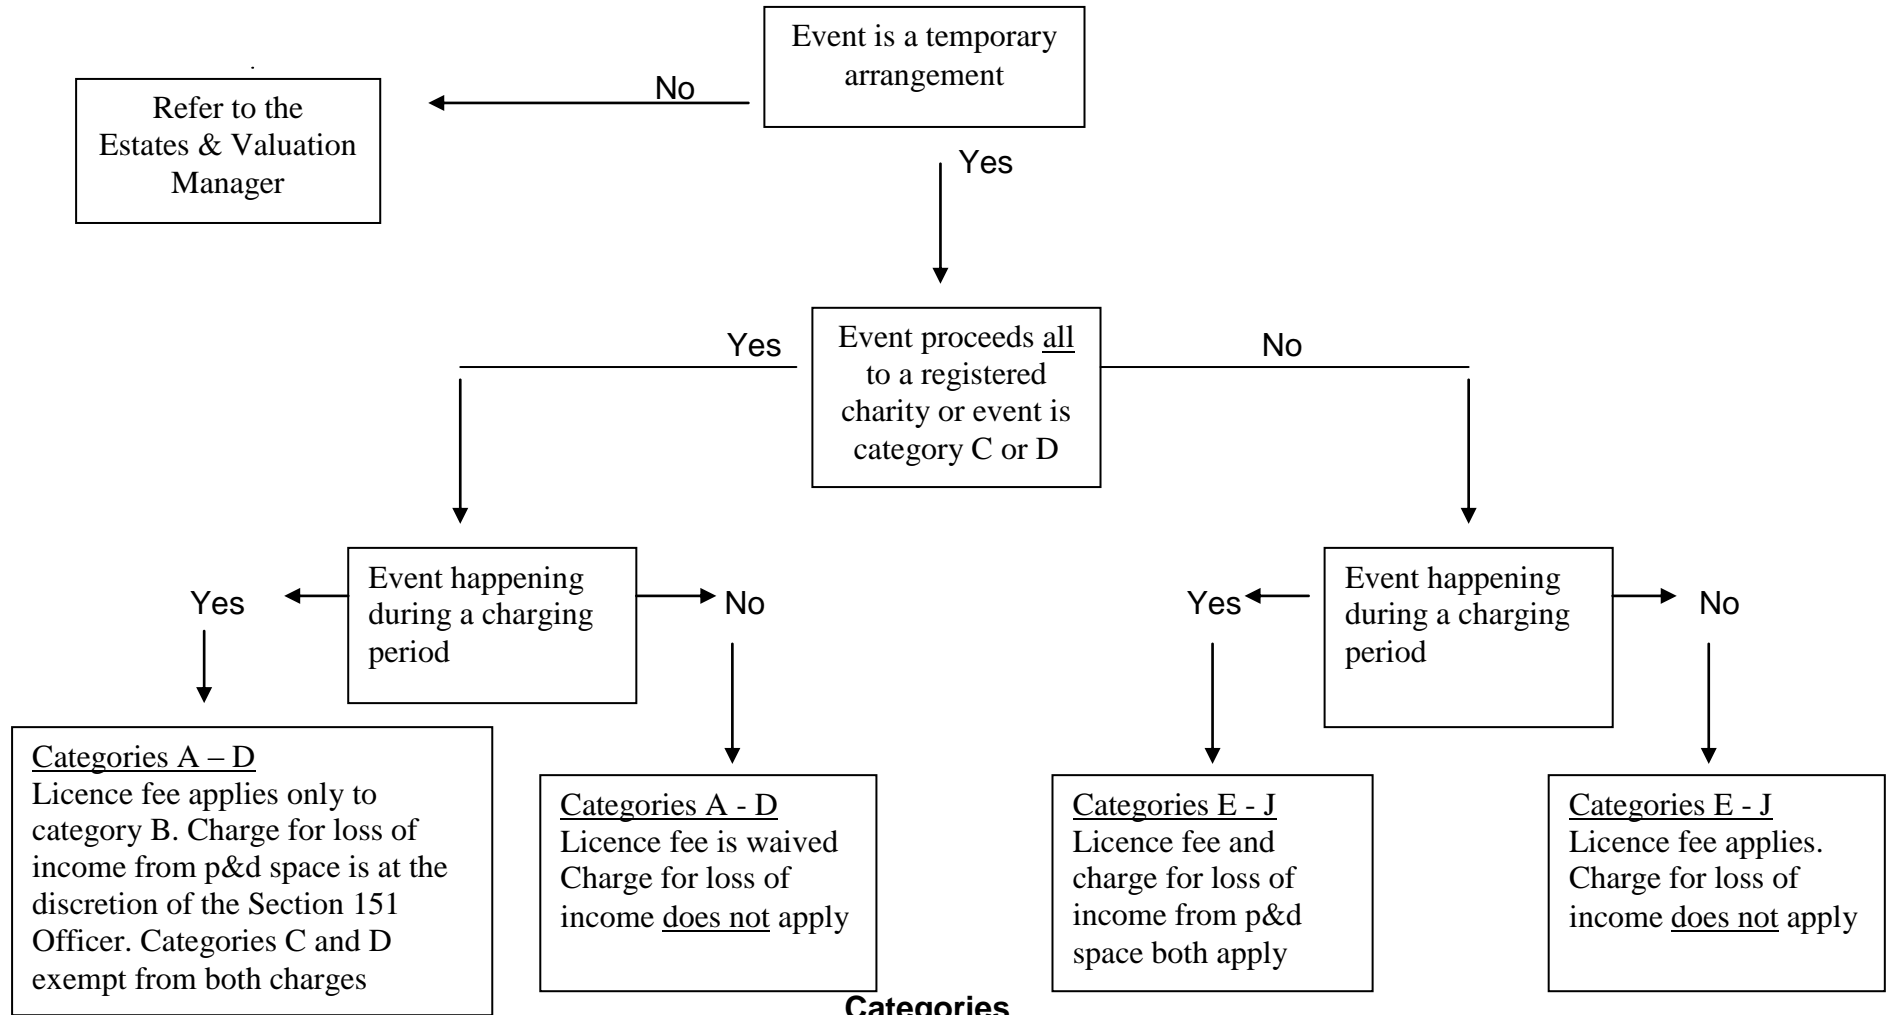 Event is a temporary
arrangement
No
Refer to the
Estates & Valuation
Manager
Yes
Event proceeds all
to a registered
charity or event is
category C or D
Yes
No
Event happening
during a charging
period
Yes
No
Event happening
during a charging
period
Yes
No
Categories A – D
Licence fee applies only to
category B. Charge for loss of
income from p&d space is at the
discretion of the Section 151
Officer. Categories C and D
exempt from both charges
Categories A - D
Licence fee is waived
Charge for loss of
income does not apply
Categories E - J
Licence fee and
charge for loss of
income from p&d
space both apply
Categories E - J
Licence fee applies.
Charge for loss of
income does not apply
Categories